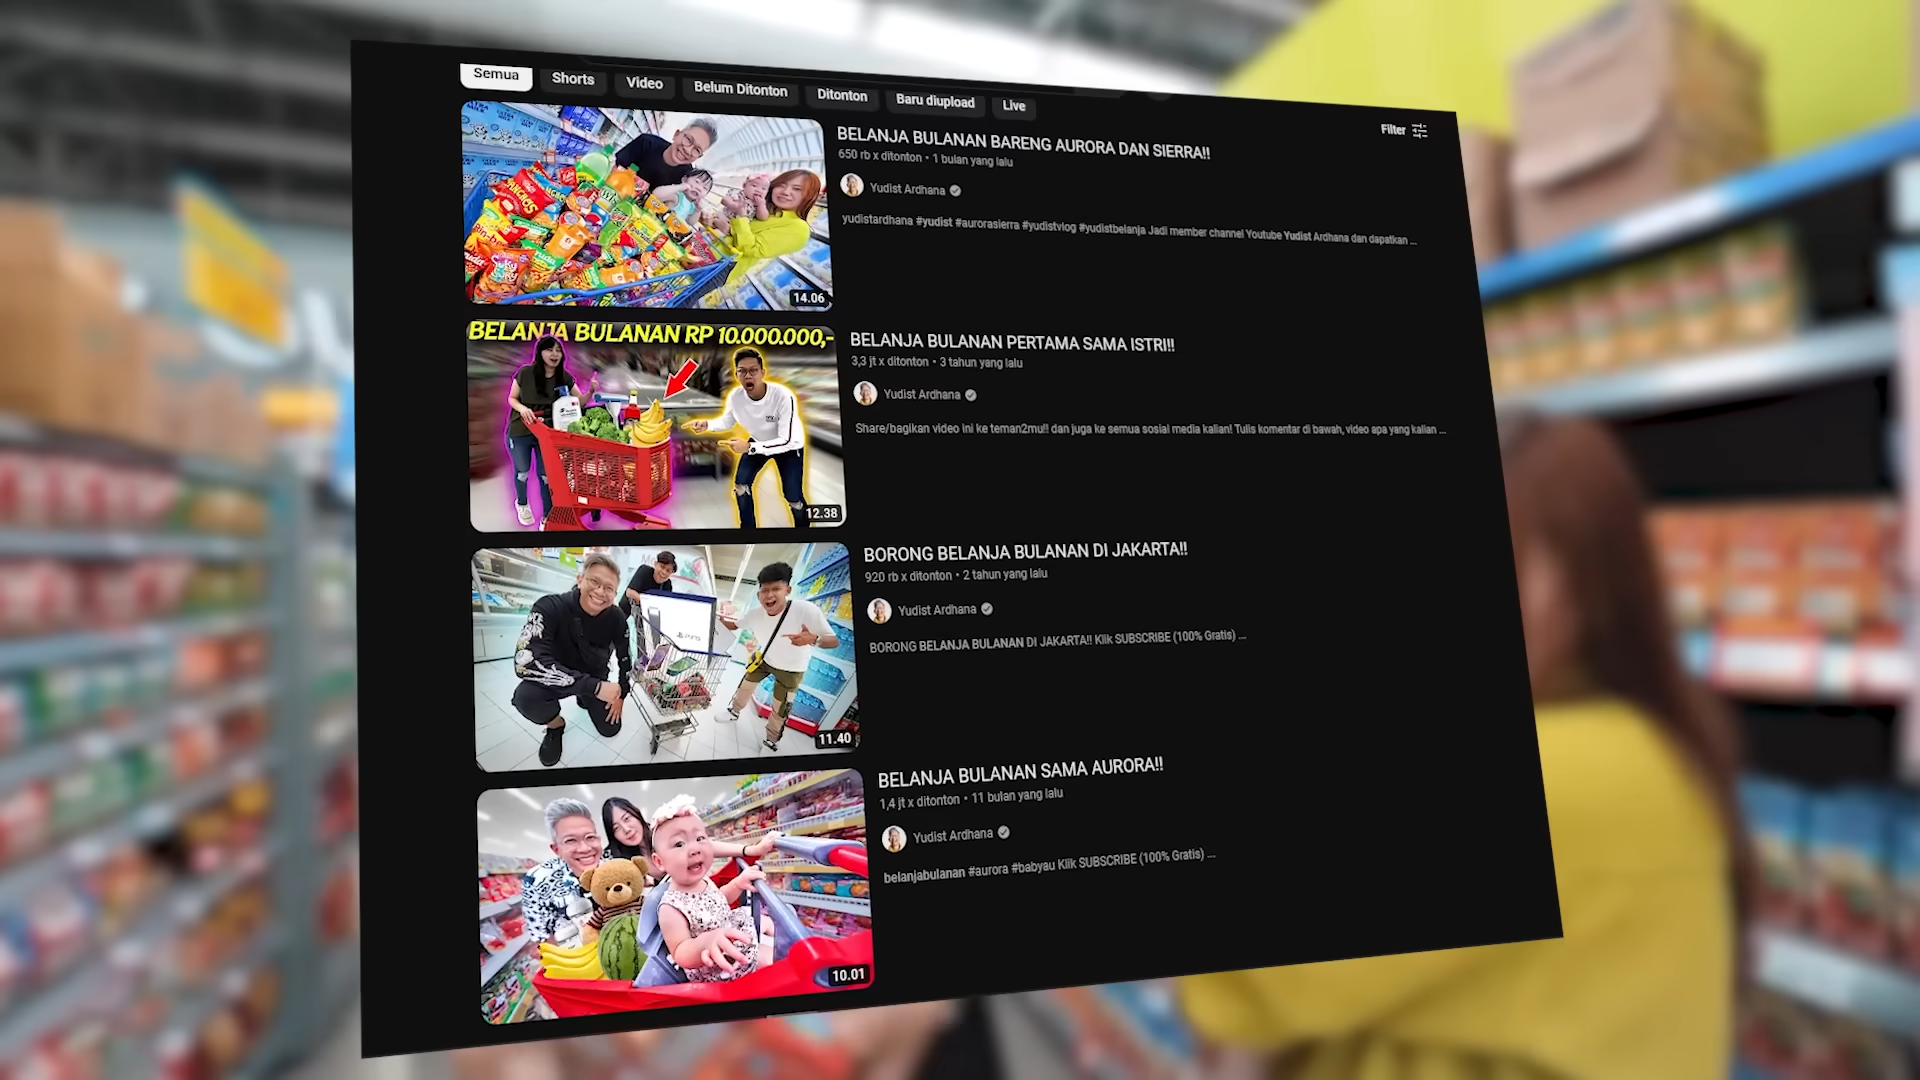 Semua
Shorts
Video
Belum Ditonton
Ditonton
Baru diupload
Live
Filter
14.06
BELANJA BULANAN BARENG AURORA DAN SIERRA!!
650 rb x ditonton • 1 bulan yang lalu
Yudist Ardhana
yudistardhana #yudist #aurorasierra #yudistvlog #yudistbelanja Jadi member channel Youtube Yudist Ardhana dan dapatkan ...
BELANJA BULANAN RP 10.000.000,-
12.38
BELANJA BULANAN PERTAMA SAMA ISTRI!!
3,3 jt x ditonton • 3 tahun yang lalu
Yudist Ardhana
Share/bagikan video ini ke teman2mu!! dan juga ke semua sosial media kalian! Tulis komentar di bawah, video apa yang kalian ...
PS5
11.40
BORONG BELANJA BULANAN DI JAKARTA!!
920 rb x ditonton • 2 tahun yang lalu
Yudist Ardhana
BORONG BELANJA BULANAN DI JAKARTA!! Klik SUBSCRIBE (100% Gratis) ...
10.01
BELANJA BULANAN SAMA AURORA!!
1,4 jt x ditonton • 11 bulan yang lalu
Yudist Ardhana
belanjabulanan #aurora #babyau Klik SUBSCRIBE (100% Gratis) ...